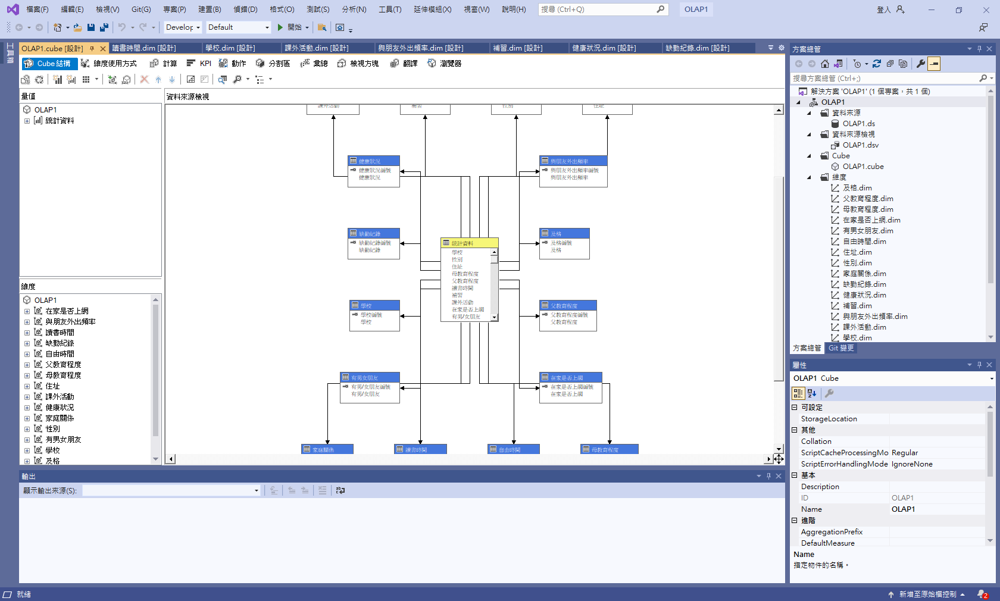 檔案(F) 編輯(E) 檢視(V) Git(G) 專案(P) 建置(B) 偵錯(D) 格式(O) 測試(S) 分析(N) 工具(T) 延伸模組(X) 視窗(W) 說明(H) 搜尋 (Ctrl+Q) OLAP1 登入
Develop Default 開始
工具箱
OLAP1.cube [設計] 讀書時間.dim [設計] 學校.dim [設計] 課外活動.dim [設計] 與朋友外出頻率.dim [設計] 補習.dim [設計] 健康狀況.dim [設計] 缺勤紀錄.dim [設計]
Cube 結構 維度使用方式 計算 KPI 動作 分割區 彙總 檢視方塊 翻譯 瀏覽器
量值
OLAP1
統計資料
維度
OLAP1
在家是否上網
與朋友外出頻率
讀書時間
缺勤紀錄
自由時間
父教育程度
母教育程度
住址
課外活動
健康狀況
家庭關係
性別
有男女朋友
學校
及格
資料來源檢視
課外活動 補習 性別 住址
健康狀況
健康狀況編號
健康狀況
與朋友外出頻率
與朋友外出頻率編號
與朋友外出頻率
缺勤紀錄
缺勤紀錄編號
缺勤紀錄
統計資料
學校
性別
住址
母教育程度
父教育程度
讀書時間
補習
課外活動
在家是否上網
有男/女朋友
及格
及格編號
及格
學校
學校編號
學校
父教育程度
父教育程度編號
父教育程度
有男女朋友
有男/女朋友編號
有男/女朋友
在家是否上網
在家是否上網編號
在家是否上網
家庭關係 讀書時間 自由時間 母教育程度
輸出
顯示輸出來源(S):
方案總管
搜尋方案總管 (Ctrl+;)
解決方案 'OLAP1' (1 個專案，共 1 個)
OLAP1
資料來源
OLAP1.ds
資料來源檢視
OLAP1.dsv
Cube
OLAP1.cube
維度
及格.dim
父教育程度.dim
母教育程度.dim
在家是否上網.dim
有男女朋友.dim
自由時間.dim
住址.dim
性別.dim
家庭關係.dim
缺勤紀錄.dim
健康狀況.dim
補習.dim
與朋友外出頻率.dim
課外活動.dim
學校.dim
方案總管 Git 變更
屬性
OLAP1 Cube
可設定
StorageLocation
其他
Collation
ScriptCacheProcessingMo Regular
ScriptErrorHandlingMode IgnoreNone
基本
Description
ID OLAP1
Name OLAP1
進階
AggregationPrefix
DefaultMeasure
Name
指定物件的名稱。
就緒 新增至原始檔控制 2